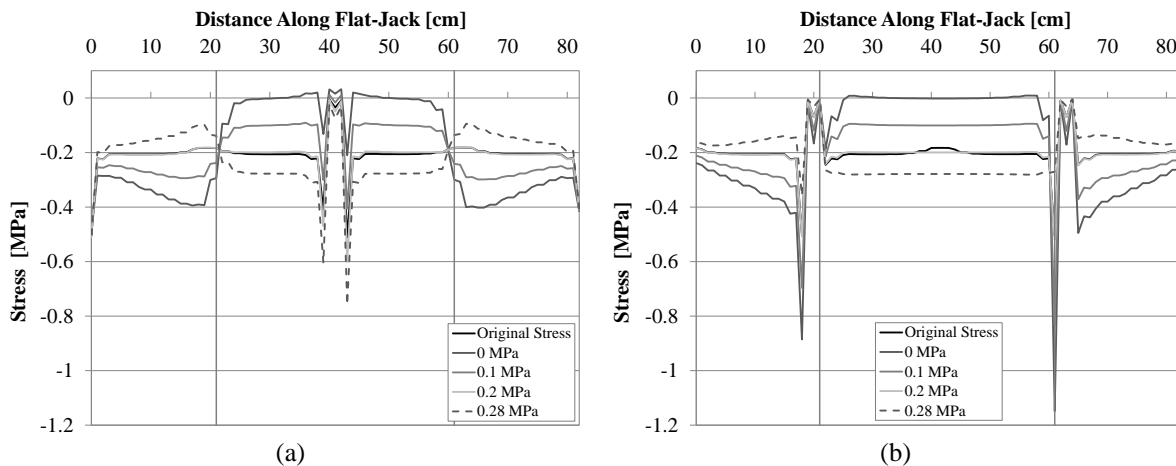 Distance Along Flat-Jack [cm]
0 10 20 30 40 50 60 70 80
0
-0.2
-0.4
-0.6
-0.8
-1
-1.2
Stress [MPa]
Original Stress
0 MPa
0.1 MPa
0.2 MPa
0.28 MPa
(a)
Distance Along Flat-Jack [cm]
0 10 20 30 40 50 60 70 80
0
-0.2
-0.4
-0.6
-0.8
-1
-1.2
Stress [MPa]
Original Stress
0 MPa
0.1 MPa
0.2 MPa
0.28 MPa
(b)